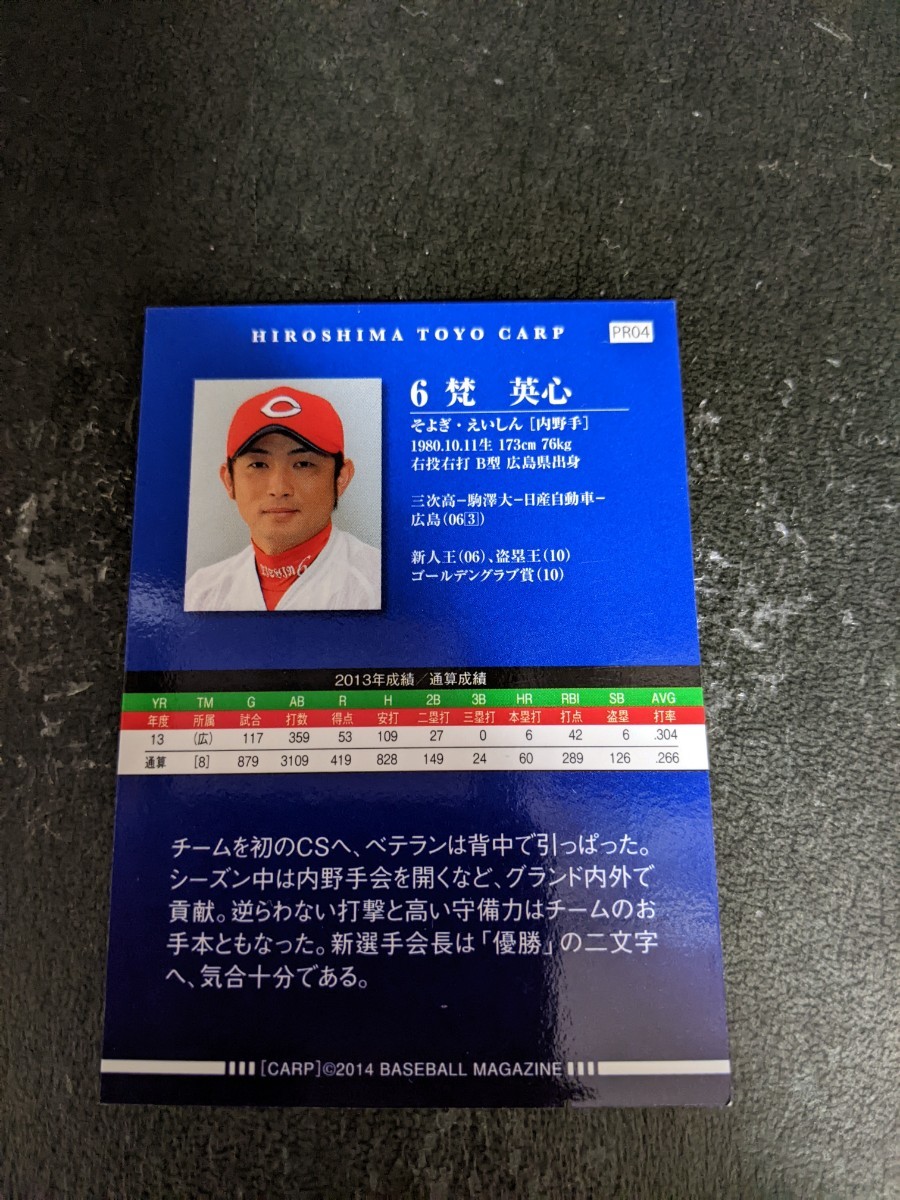 HIROSHIMA TOYO CARP PR04
6 梵 英心
そよぎ・えいしん [内野手]
1980.10.11生 173cm 76kg
右投右打 B型 広島県出身
三次高−駒澤大−日産自動車−
広島(06[3])
新人王(06)、盗塁王(10)
ゴールデングラブ賞(10)
2013年成績／通算成績
YR TM G AB R H 2B 3B HR RBI SB AVG
年度 所属 試合 打数 得点 安打 二塁打 三塁打 本塁打 打点 盗塁 打率
13 (広) 117 359 53 109 27 0 6 42 6 .304
通算 [8] 879 3109 419 828 149 24 60 289 126 .266
チームを初のCSへ、ベテランは背中で引っぱった。
シーズン中は内野手会を開くなど、グランド内外で
貢献。逆らわない打撃と高い守備力はチームのお
手本ともなった。新選手会長は「優勝」の二文字
へ、気合十分である。
[CARP]©2014 BASEBALL MAGAZINE